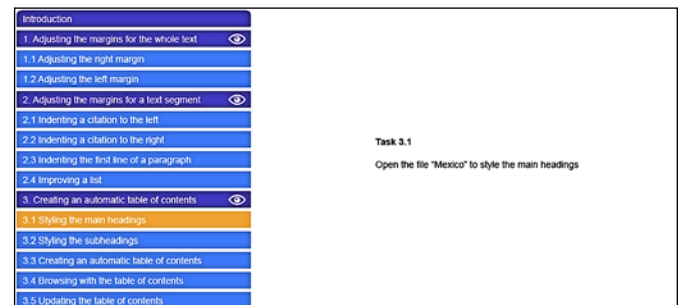 Introduction
1. Adjusting the margins for the whole text
1.1 Adjusting the right margin
1.2 Adjusting the left margin
2. Adjusting the margins for a text segment
2.1 Indenting a citation to the left
2.2 Indenting a citation to the right
2.3 Indenting the first line of a paragraph
2.4 Improving a list
3. Creating an automatic table of contents
3.1 Styling the main headings
3.2 Styling the subheadings
3.3 Creating an automatic table of contents
3.4 Browsing with the table of contents
3.5 Updating the table of contents
Task 3.1
Open the file "Mexico" to style the main headings